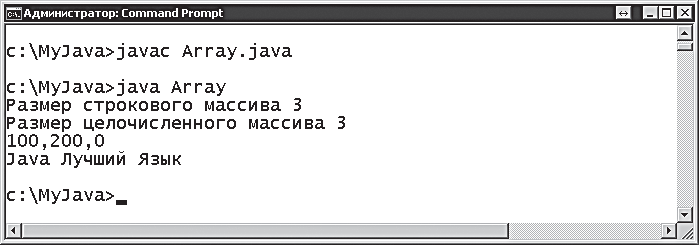 Администратор: Command Prompt
c:\MyJava>javac Array.java
c:\MyJava>java Array
Размер строкового массива 3
Размер целочисленного массива 3
100,200,0
Java Лучший Язык
c:\MyJava>_